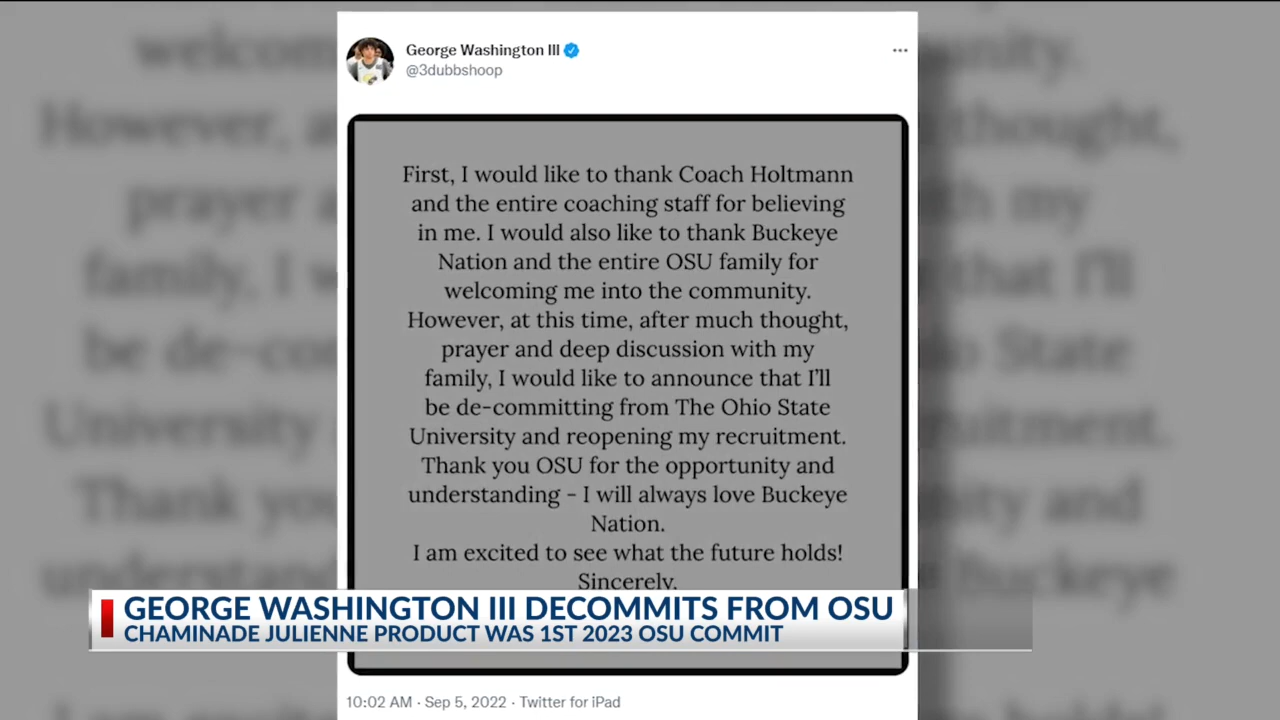 George Washington III
@3dubbshoop
First, I would like to thank Coach Holtmann
and the entire coaching staff for believing
in me. I would also like to thank Buckeye
Nation and the entire OSU family for
welcoming me into the community.
However, at this time, after much thought,
prayer and deep discussion with my
family, I would like to announce that I'll
be de-committing from The Ohio State
University and reopening my recruitment.
Thank you OSU for the opportunity and
understanding - I will always love Buckeye
Nation.
I am excited to see what the future holds!
Sincerely,
GEORGE WASHINGTON III DECOMMITS FROM OSU
CHAMINADE JULIENNE PRODUCT WAS 1ST 2023 OSU COMMIT
10:02 AM · Sep 5, 2022 · Twitter for iPad